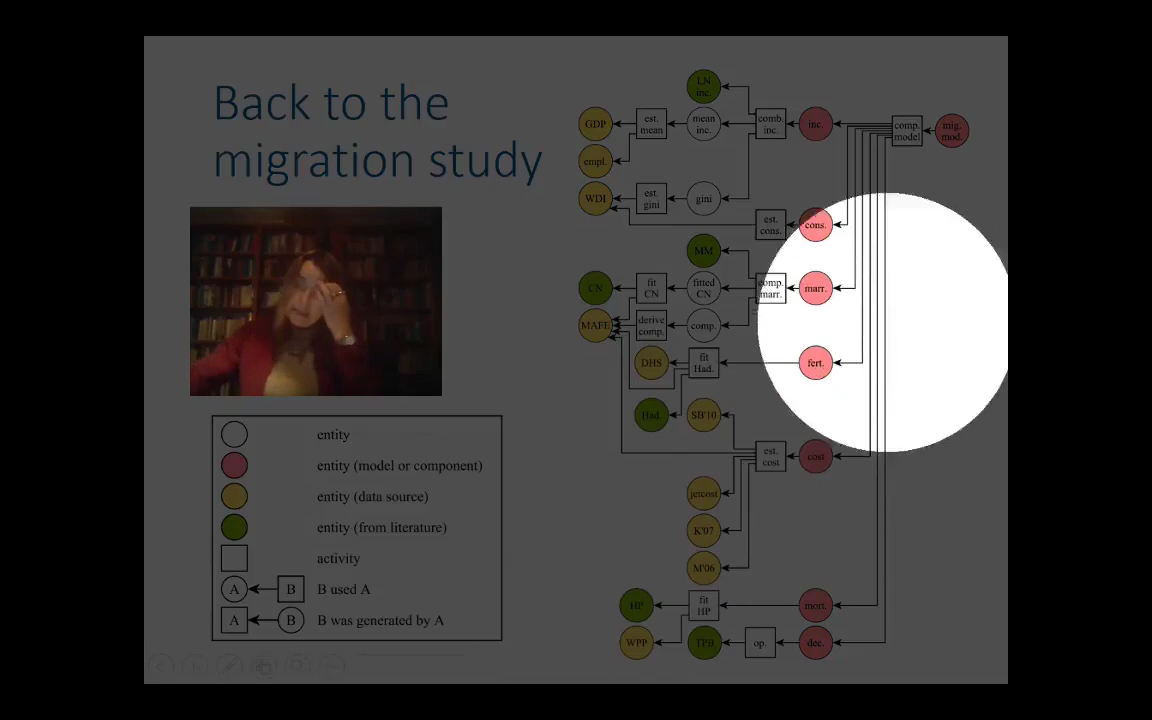 Back to the
migration study
LN
inc.
GDP
est.
mean
mean
inc.
comb.
inc.
inc.
comp.
model
mig.
mod.
empl.
WDI
est.
gini
gini
est.
cons.
cons.
MM
CN
fit
CN
fitted
CN
comp.
marr.
marr.
MAFE
derive
comp.
comp.
DHS
fit
Had.
fert.
Had.
SB'10
est.
cost
cost
jetcost
K'07
M'06
HP
fit
HP
mort.
WPP
TPB
op.
dec.
entity
entity (model or component)
entity (data source)
entity (from literature)
activity
A B B used A
A B B was generated by A